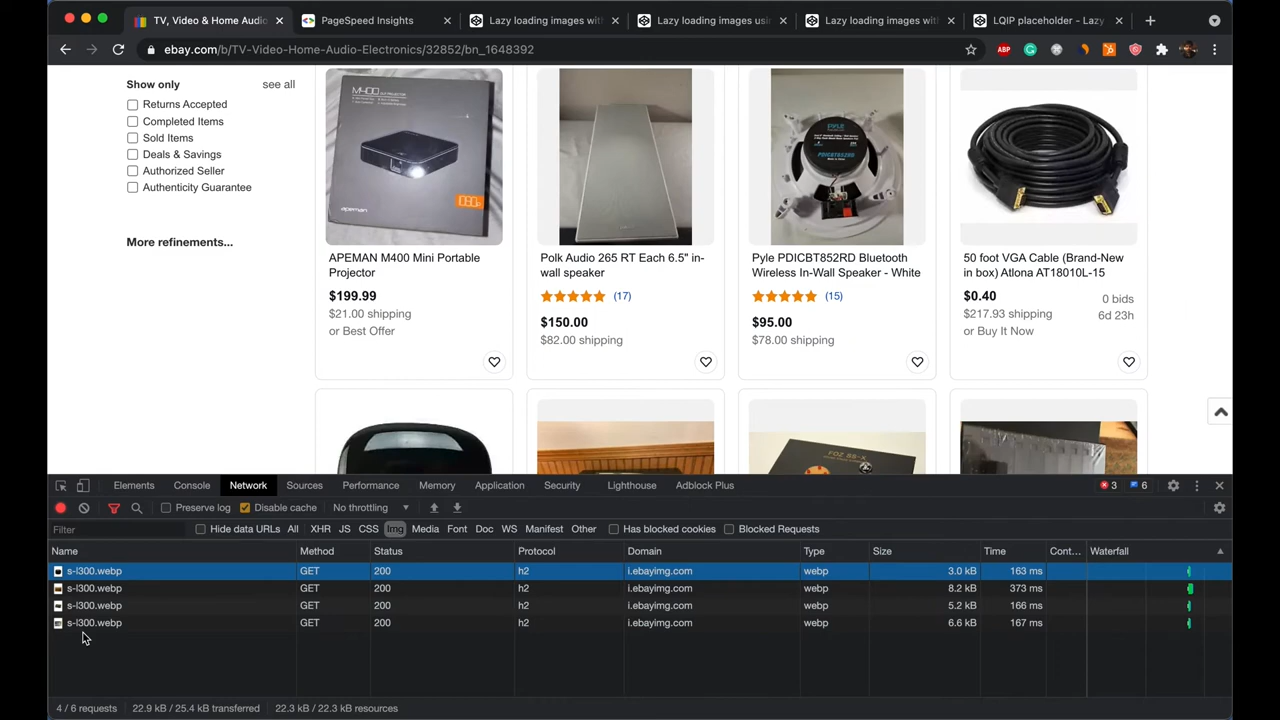 TV, Video & Home Audio
PageSpeed Insights
Lazy loading images with
Lazy loading images using
Lazy loading images with
LQIP placeholder - Lazy
ebay.com/b/TV-Video-Home-Audio-Electronics/32852/bn_1648392
ABP
Show only
see all
Returns Accepted
Completed Items
Sold Items
Deals & Savings
Authorized Seller
Authenticity Guarantee
More refinements...
M400
1080p
apeman
PYLE
PDICBT852RD
APEMAN M400 Mini Portable
Projector
$199.99
$21.00 shipping
or Best Offer
Polk Audio 265 RT Each 6.5" in-
wall speaker
(17)
$150.00
$82.00 shipping
Pyle PDICBT852RD Bluetooth
Wireless In-Wall Speaker - White
(15)
$95.00
$78.00 shipping
50 foot VGA Cable (Brand-New
in box) Atlona AT18010L-15
$0.40
0 bids
$217.93 shipping
6d 23h
or Buy It Now
Elements Console Network Sources Performance Memory Application Security Lighthouse Adblock Plus 3 6
Preserve log Disable cache No throttling
Filter Hide data URLs All XHR JS CSS Img Media Font Doc WS Manifest Other Has blocked cookies Blocked Requests
Name Method Status Protocol Domain Type Size Time Cont... Waterfall
s-l300.webp GET 200 h2 i.ebayimg.com webp 3.0 kB 163 ms
s-l300.webp GET 200 h2 i.ebayimg.com webp 8.2 kB 373 ms
s-l300.webp GET 200 h2 i.ebayimg.com webp 5.2 kB 166 ms
s-l300.webp GET 200 h2 i.ebayimg.com webp 6.6 kB 167 ms
4 / 6 requests 22.9 kB / 25.4 kB transferred 22.3 kB / 22.3 kB resources